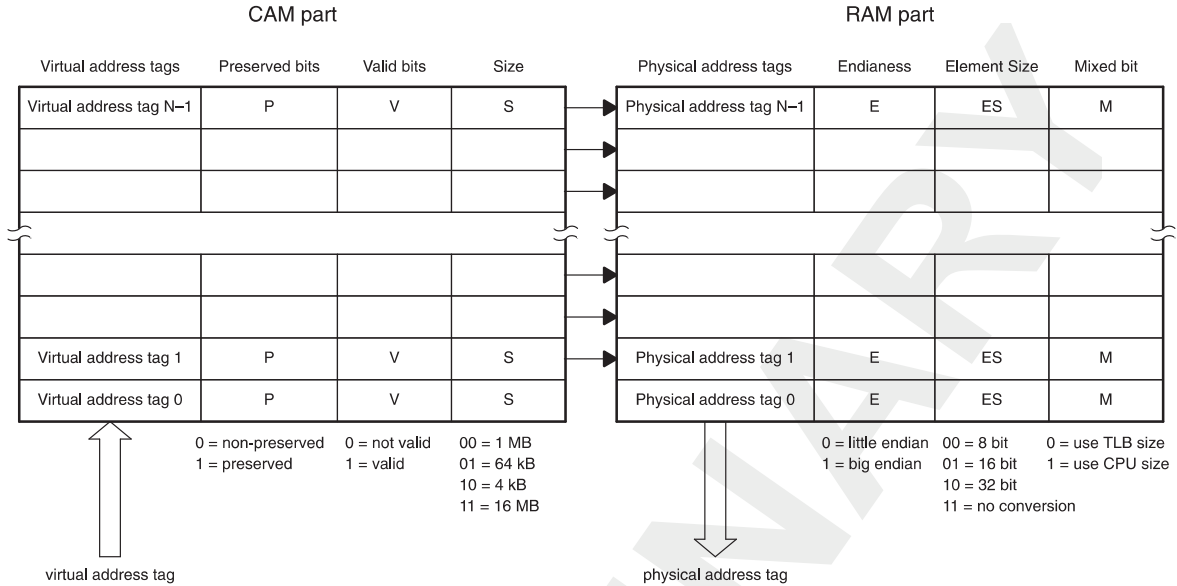 CAM part RAM part
Virtual address tags Preserved bits Valid bits Size Physical address tags Endianess Element Size Mixed bit
Virtual address tag N–1 P V S Physical address tag N–1 E ES M
Virtual address tag 1 P V S Physical address tag 1 E ES M
Virtual address tag 0 P V S Physical address tag 0 E ES M
0 = non-preserved 0 = not valid 00 = 1 MB 0 = little endian 00 = 8 bit 0 = use TLB size
1 = preserved 1 = valid 01 = 64 kB 1 = big endian 01 = 16 bit 1 = use CPU size
10 = 4 kB 10 = 32 bit
11 = 16 MB 11 = no conversion
virtual address tag physical address tag
NARY